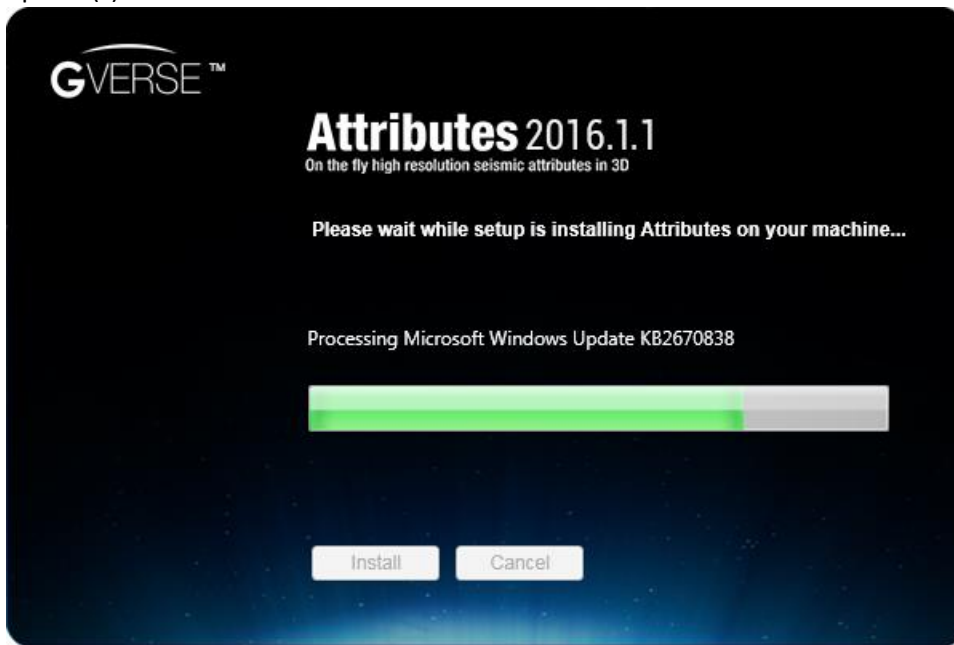 GVERSE™
Attributes 2016.1.1
On the fly high resolution seismic attributes in 3D
Please wait while setup is installing Attributes on your machine...
Processing Microsoft Windows Update KB2670838
Install Cancel